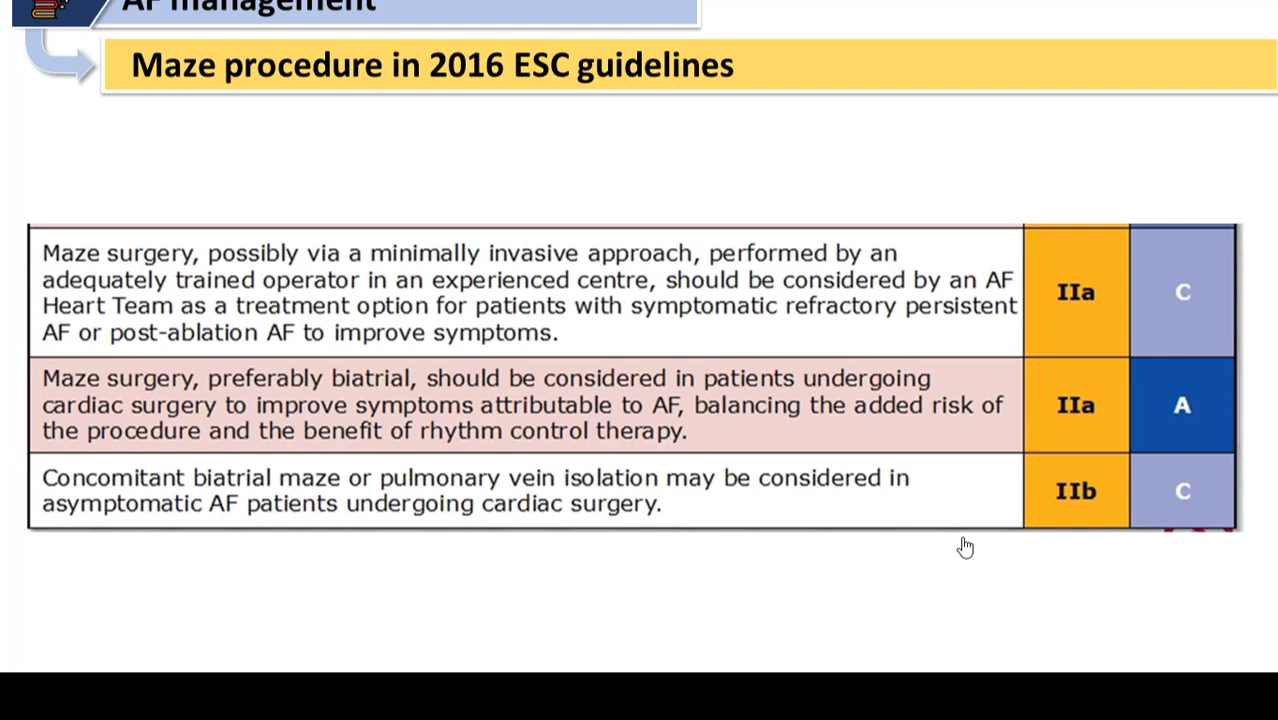 AF management
Maze procedure in 2016 ESC guidelines
Maze surgery, possibly via a minimally invasive approach, performed by an
adequately trained operator in an experienced centre, should be considered by an AF
Heart Team as a treatment option for patients with symptomatic refractory persistent
AF or post-ablation AF to improve symptoms.
IIa
C
Maze surgery, preferably biatrial, should be considered in patients undergoing
cardiac surgery to improve symptoms attributable to AF, balancing the added risk of
the procedure and the benefit of rhythm control therapy.
IIa
A
Concomitant biatrial maze or pulmonary vein isolation may be considered in
asymptomatic AF patients undergoing cardiac surgery.
IIb
C